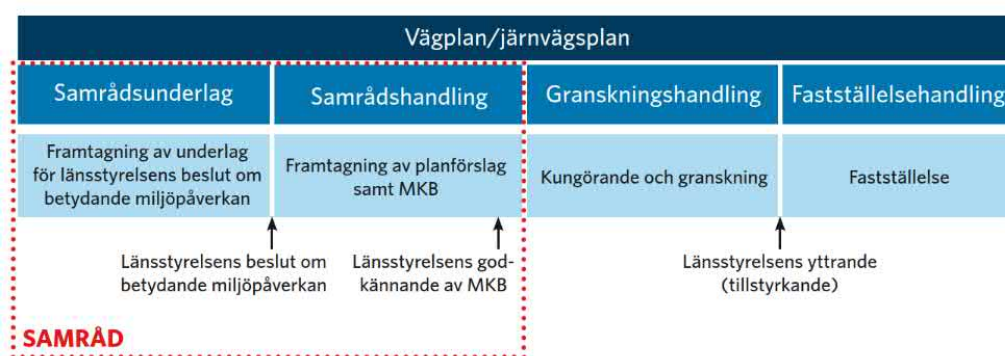 Vägplan/järnvägsplan
Samrådsunderlag
Samrådshandling
Granskningshandling
Fastställelsehandling
Framtagning av underlag
för länsstyrelsens beslut om
betydande miljöpåverkan
Framtagning av planförslag
samt MKB
Kungörande och granskning
Fastställelse
Länsstyrelsens beslut om
betydande miljöpåverkan
Länsstyrelsens god-
kännande av MKB
Länsstyrelsens yttrande
(tillstyrkande)
SAMRÅD